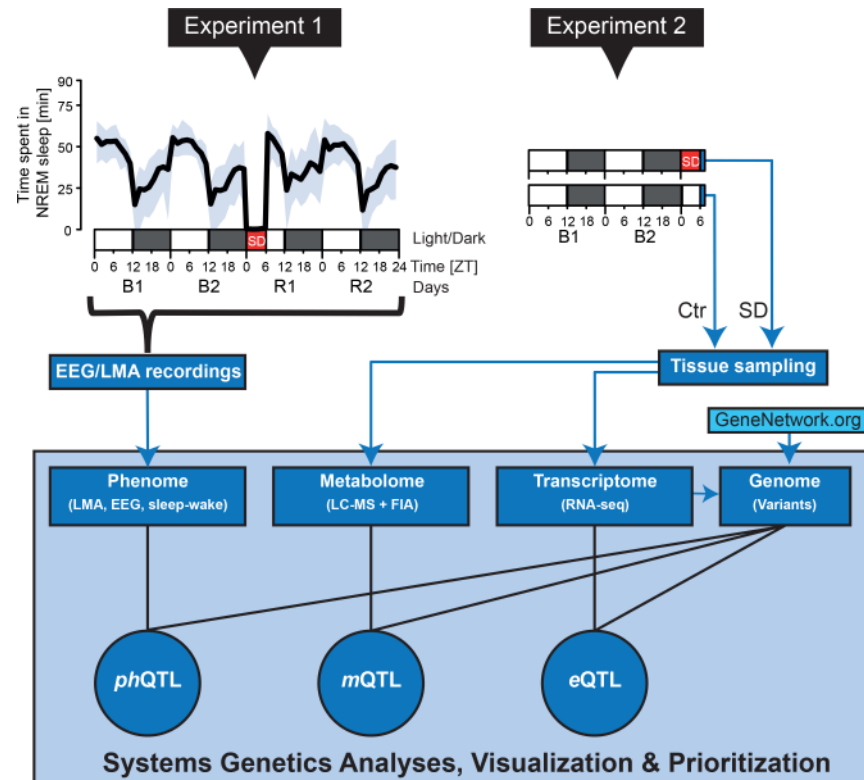 Experiment 1
Experiment 2
Time spent in
NREM sleep [min]
90
50
25
0
SD
Light/Dark
0 6 12 18 0 6 12 18 0 6 12 18 0 6 12 18 24
Time [ZT]
B1 B2 R1 R2
Days
SD
0 6 12 18 0 6 12 18 0 6
B1 B2
Ctr SD
EEG/LMA recordings
Tissue sampling
GeneNetwork.org
Phenome
(LMA, EEG, sleep-wake)
Metabolome
(LC-MS + FIA)
Transcriptome
(RNA-seq)
Genome
(Variants)
phQTL
mQTL
eQTL
Systems Genetics Analyses, Visualization & Prioritization